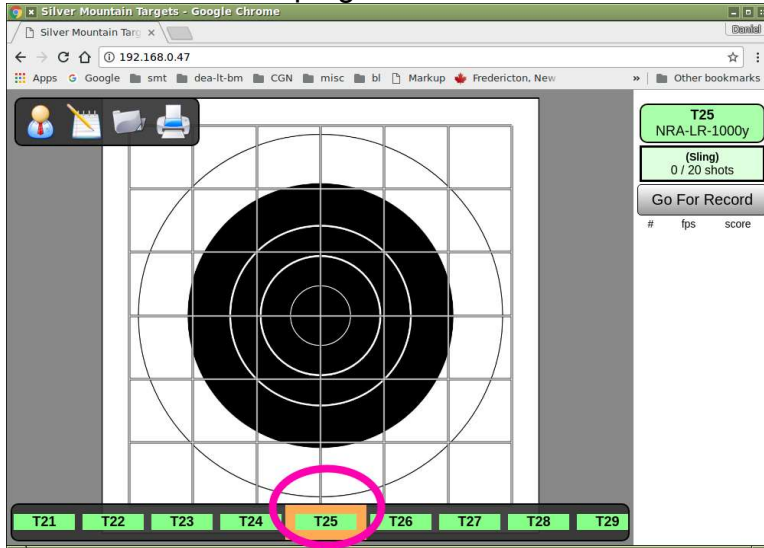 Silver Mountain Targets - Google Chrome
Silver Mountain Targ
Daniel
192.168.0.47
Apps Google smt dea-lt-bm CGN misc bl Markup Fredericton, New » Other bookmarks
T25
NRA-LR-1000y
(Sling)
0 / 20 shots
Go For Record
# fps score
T21 T22 T23 T24 T25 T26 T27 T28 T29